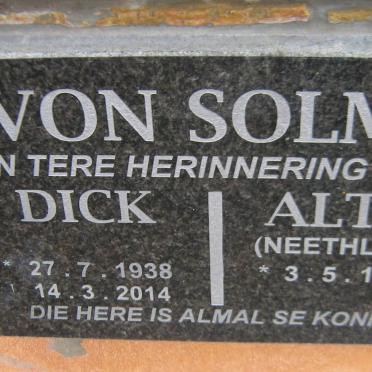 VON SOLM
N TERE HERINNERING
DICK ALT
(NEETHL
* 27.7.1938 * 3.5.1
14.3.2014
DIE HERE IS ALMAL SE KONI